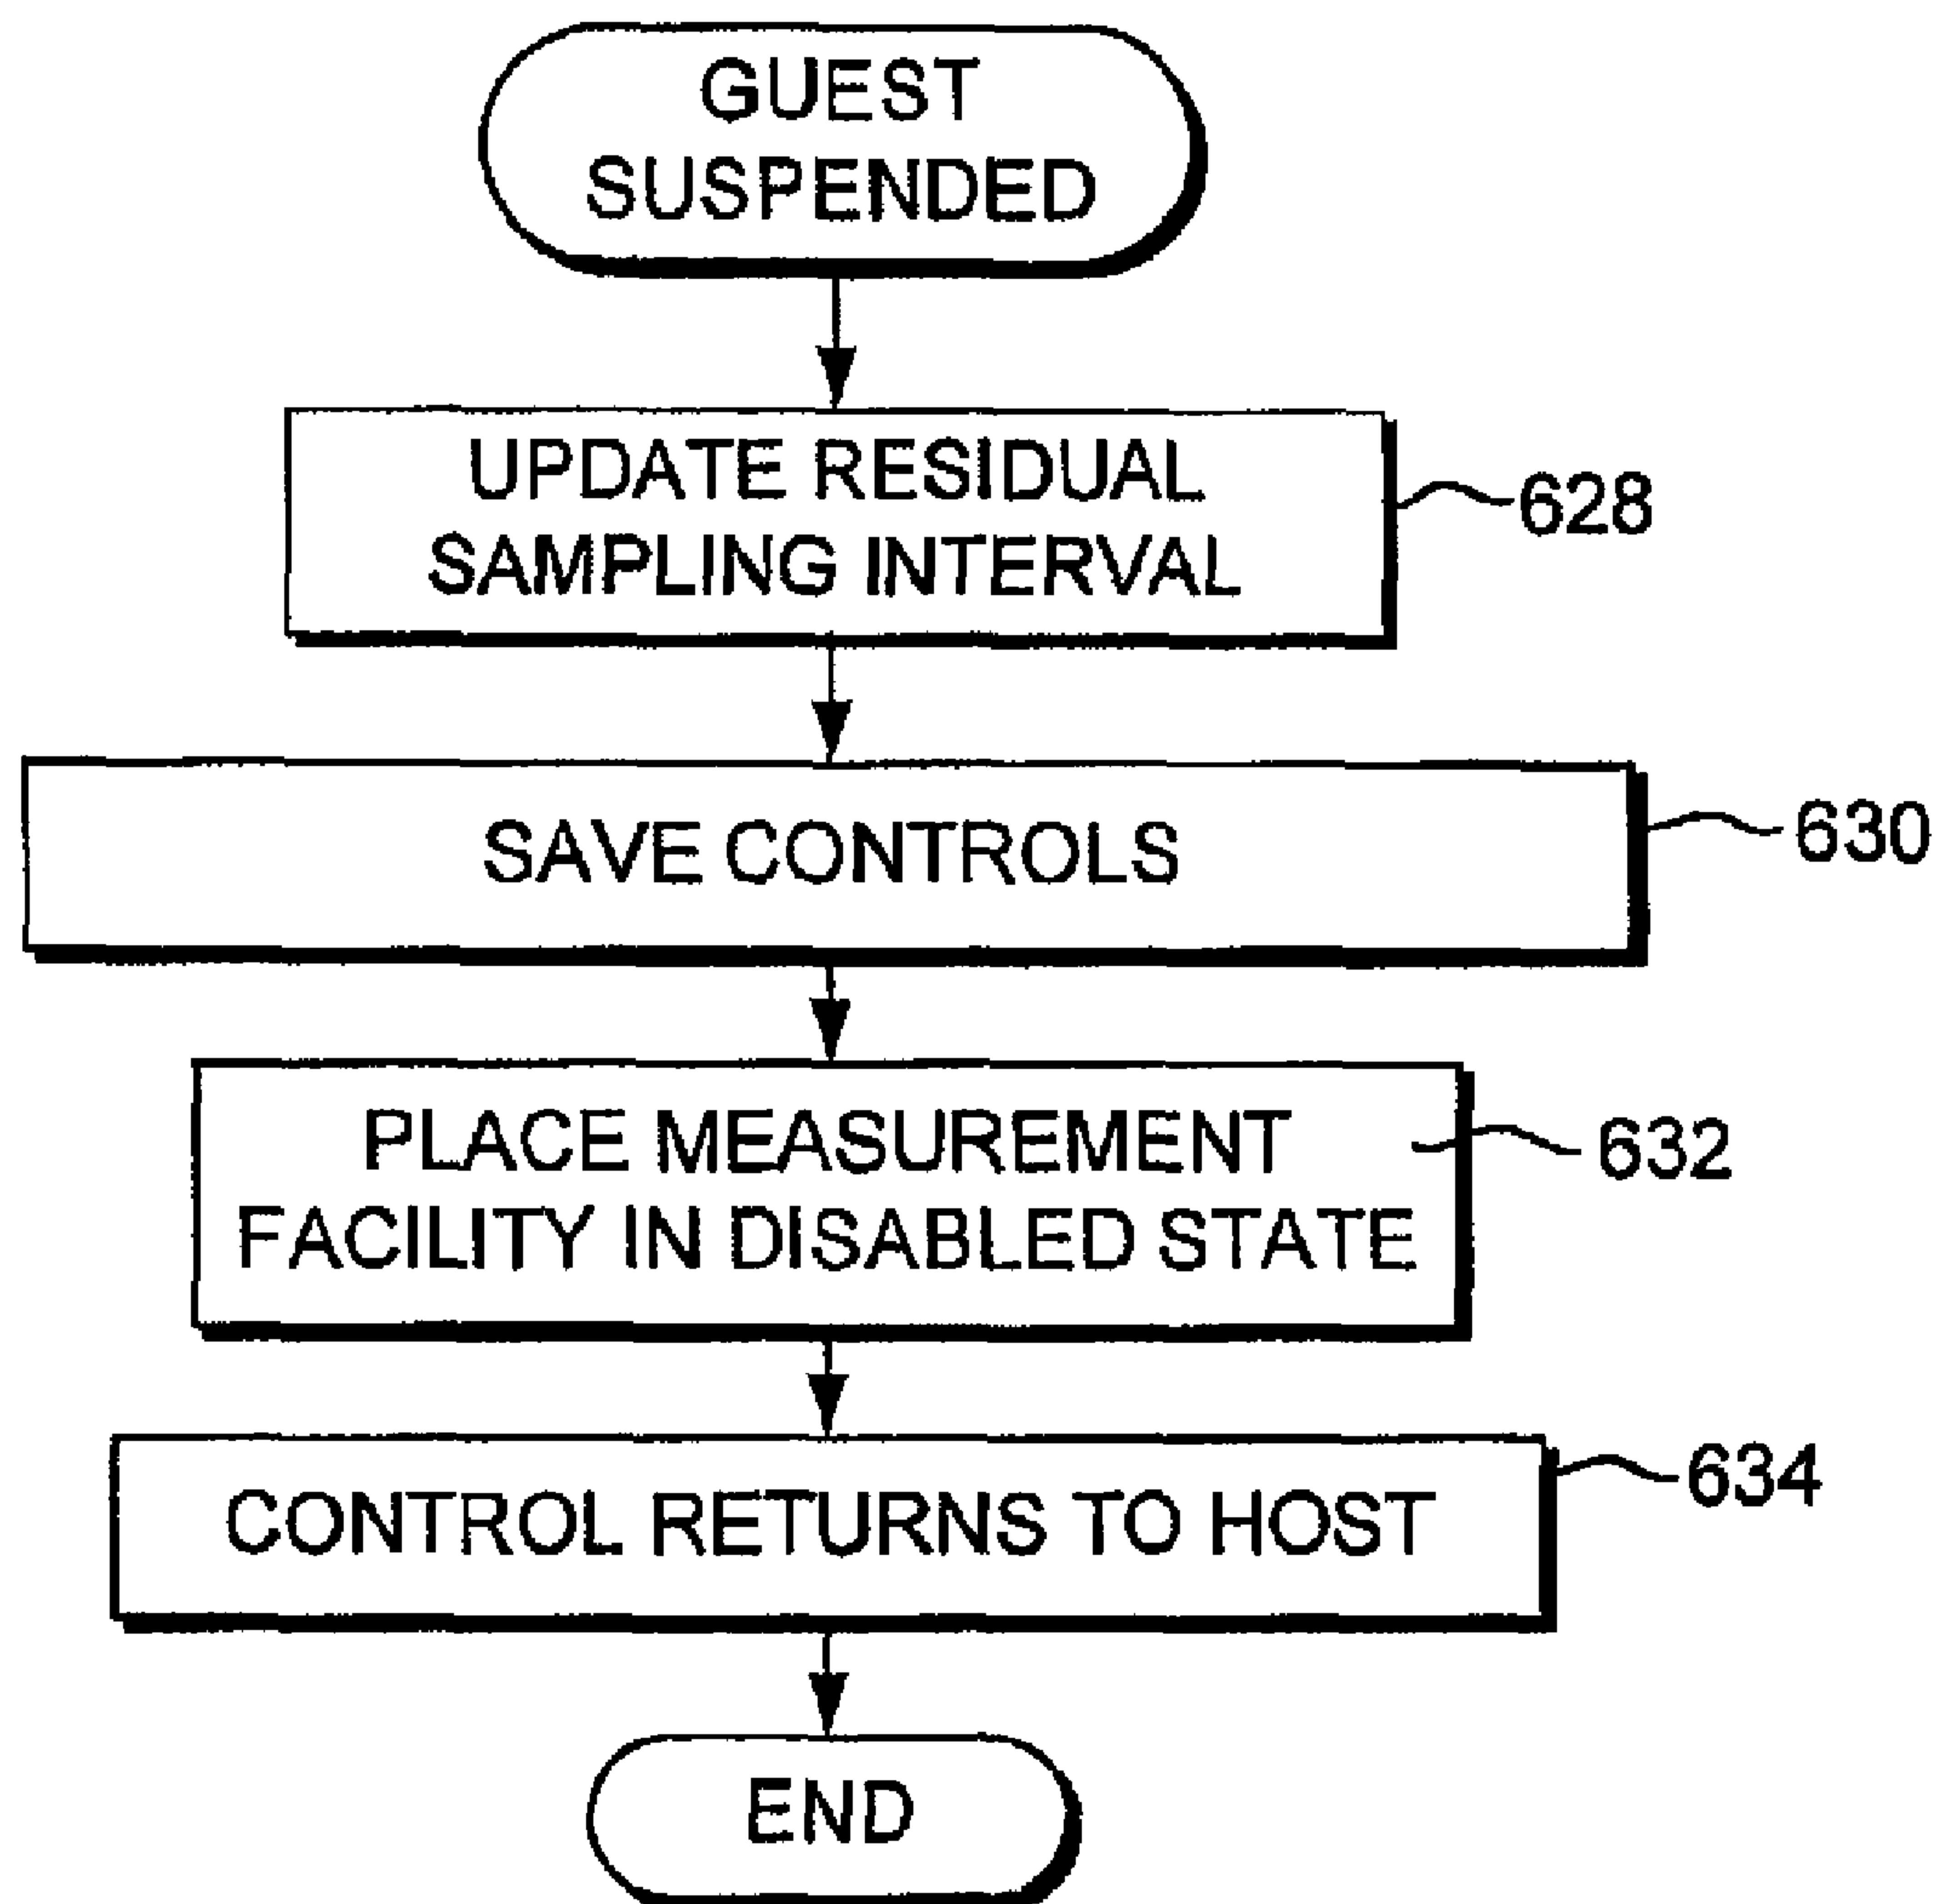 GUEST
SUSPENDED
UPDATE RESIDUAL
SAMPLING INTERVAL
628
SAVE CONTROLS
630
PLACE MEASUREMENT
FACILITY IN DISABLED STATE
632
CONTROL RETURNS TO HOST
634
END